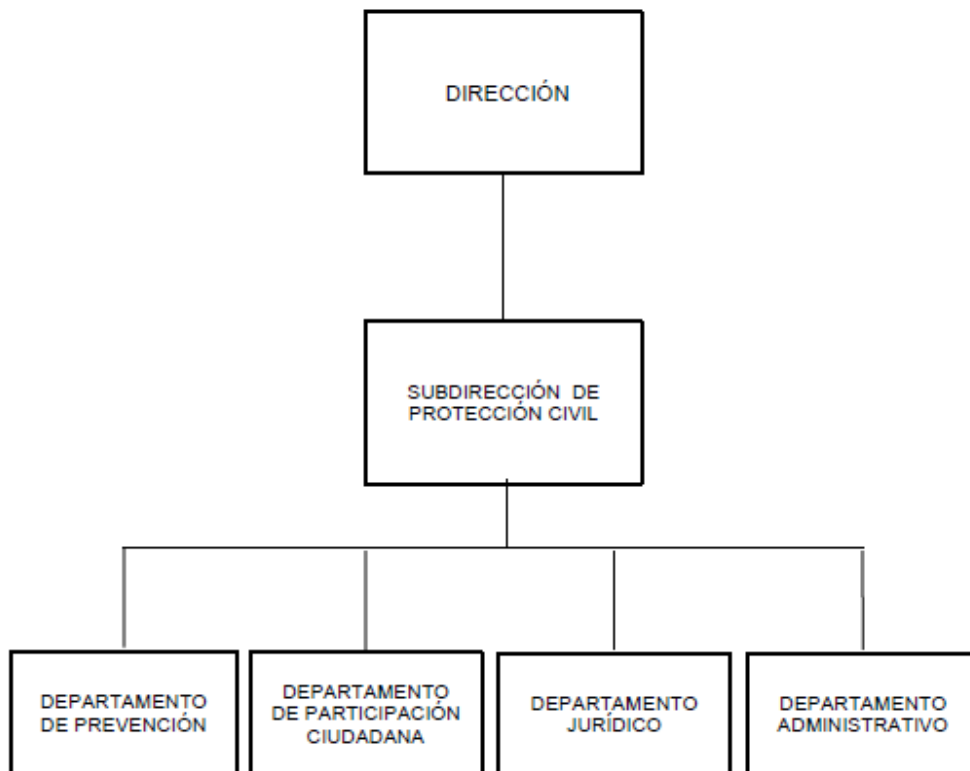 DIRECCIÓN
SUBDIRECCIÓN DE
PROTECCIÓN CIVIL
DEPARTAMENTO
DE PREVENCIÓN
DEPARTAMENTO
DE PARTICIPACIÓN
CIUDADANA
DEPARTAMENTO
JURÍDICO
DEPARTAMENTO
ADMINISTRATIVO